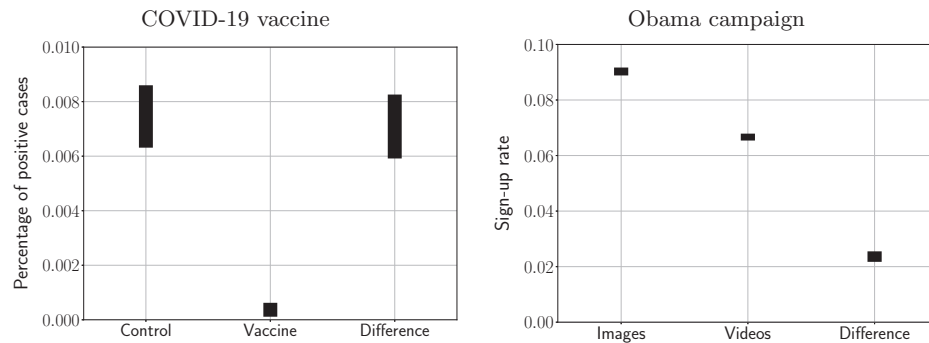 COVID-19 vaccine
Percentage of positive cases
0.010
0.008
0.006
0.004
0.002
0.000
Control Vaccine Difference
Obama campaign
Sign-up rate
0.10
0.08
0.06
0.04
0.02
0.00
Images Videos Difference